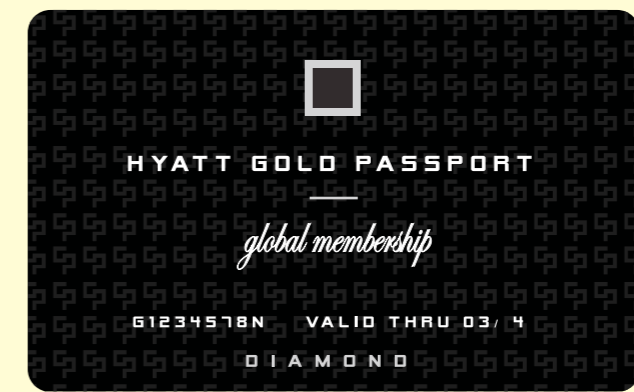 HYATT GOLD PASSPORT
global membership
G1234578N VALID THRU 03/ 4
DIAMOND